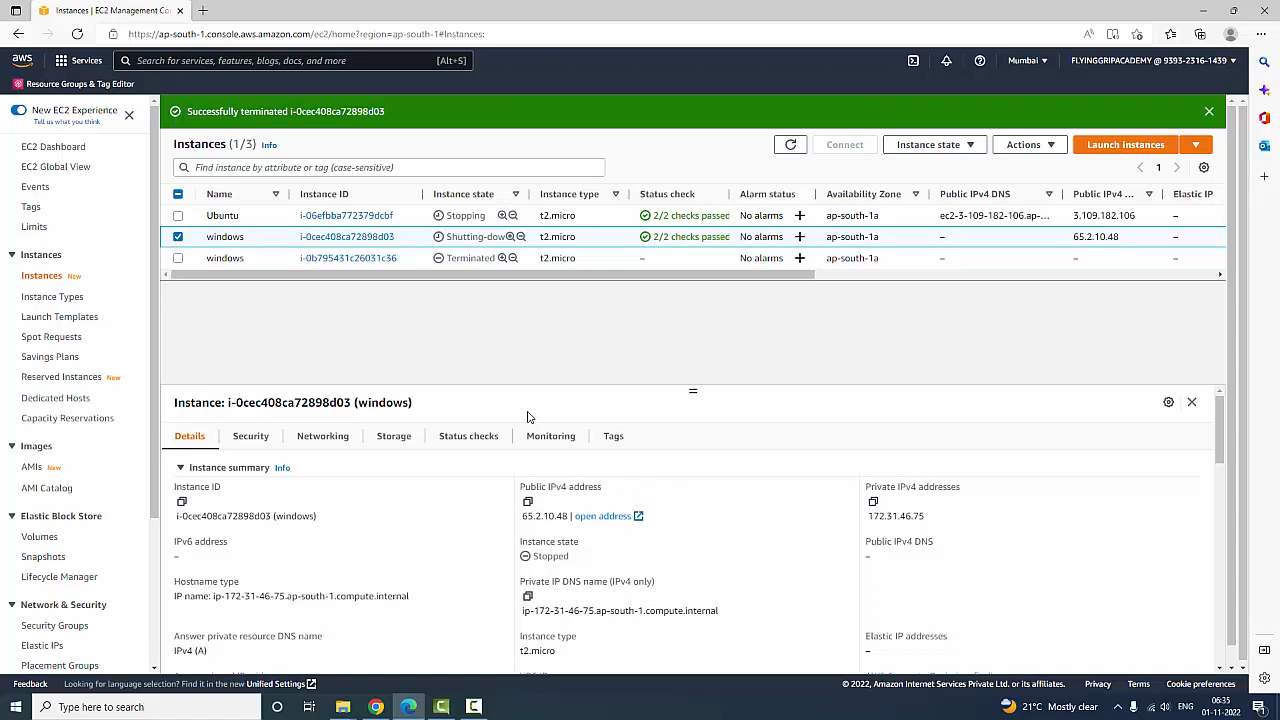 Instances | EC2 Management Co
https://ap-south-1.console.aws.amazon.com/ec2/home?region=ap-south-1#Instances:
aws
Services
Search for services, features, blogs, docs, and more
[Alt+S]
Mumbai
FLYINGGRIPACADEMY @ 9393-2316-1439
Resource Groups & Tag Editor
New EC2 Experience
Tell us what you think
EC2 Dashboard
EC2 Global View
Events
Tags
Limits
Instances
Instances New
Instance Types
Launch Templates
Spot Requests
Savings Plans
Reserved Instances New
Dedicated Hosts
Capacity Reservations
Images
AMIs New
AMI Catalog
Elastic Block Store
Volumes
Snapshots
Lifecycle Manager
Network & Security
Security Groups
Elastic IPs
Placement Groups
Successfully terminated i-0cec408ca72898d03
Instances (1/3) Info
Connect
Instance state
Actions
Launch instances
Find instance by attribute or tag (case-sensitive)
1
Name Instance ID Instance state Instance type Status check Alarm status Availability Zone Public IPv4 DNS Public IPv4 ... Elastic IP
Ubuntu i-06efbba772379dcbf Stopping t2.micro 2/2 checks passed No alarms + ap-south-1a ec2-3-109-182-106.ap-... 3.109.182.106 –
windows i-0cec408ca72898d03 Shutting-dow t2.micro 2/2 checks passed No alarms + ap-south-1a – 65.2.10.48 –
windows i-0b795431c26031c36 Terminated t2.micro – No alarms + ap-south-1a – – –
Instance: i-0cec408ca72898d03 (windows)
Details Security Networking Storage Status checks Monitoring Tags
Instance summary Info
Instance ID
i-0cec408ca72898d03 (windows)
Public IPv4 address
65.2.10.48 | open address
Private IPv4 addresses
172.31.46.75
IPv6 address
–
Instance state
Stopped
Public IPv4 DNS
–
Hostname type
IP name: ip-172-31-46-75.ap-south-1.compute.internal
Private IP DNS name (IPv4 only)
ip-172-31-46-75.ap-south-1.compute.internal
Answer private resource DNS name
IPv4 (A)
Instance type
t2.micro
Elastic IP addresses
–
Feedback
Looking for language selection? Find it in the new Unified Settings
© 2022, Amazon Internet Services Private Ltd. or its affiliates.
Privacy
Terms
Cookie preferences
Type here to search
21°C Mostly clear
ENG
06:35
01-11-2022